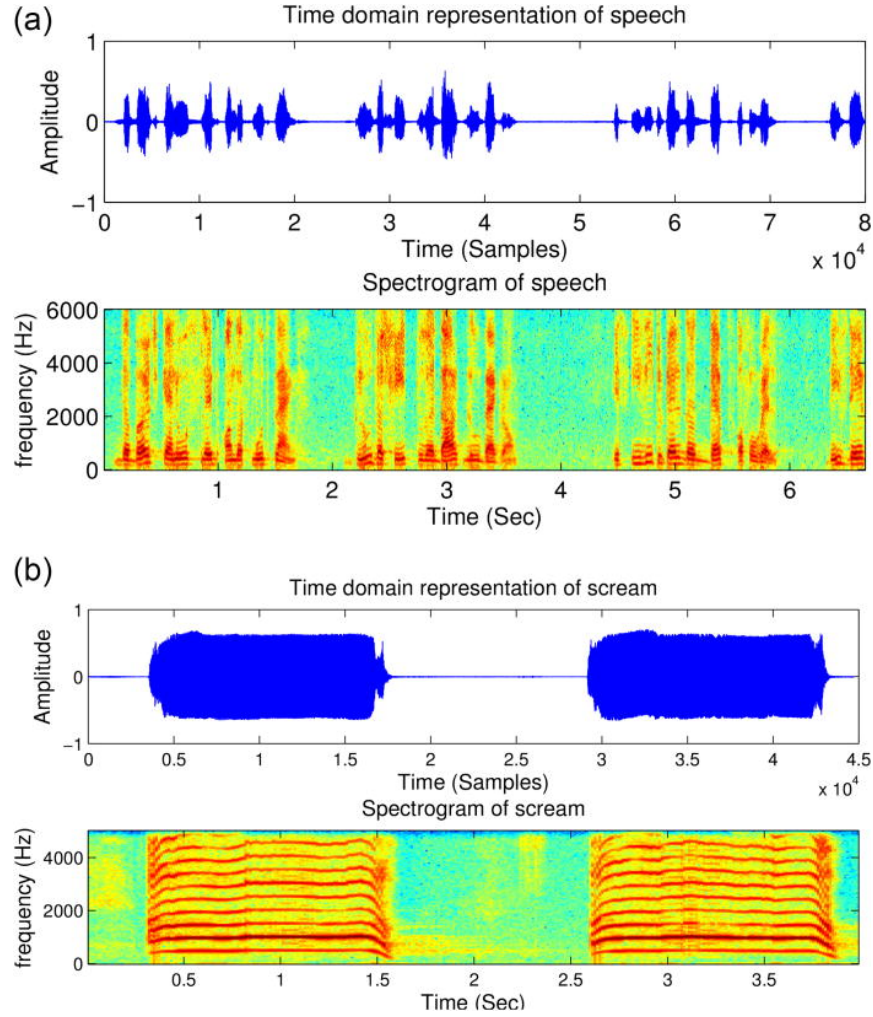 (a)
Time domain representation of speech
Amplitude
1
0
−1
0 1 2 3 4 5 6 7 8
Time (Samples)
x 10^4
Spectrogram of speech
frequency (Hz)
6000
4000
2000
0
1 2 3 4 5 6
Time (Sec)
(b)
Time domain representation of scream
Amplitude
1
0
−1
0 0.5 1 1.5 2 2.5 3 3.5 4 4.5
Time (Samples)
x 10^4
Spectrogram of scream
frequency (Hz)
4000
2000
0
0.5 1 1.5 2 2.5 3 3.5
Time (Sec)